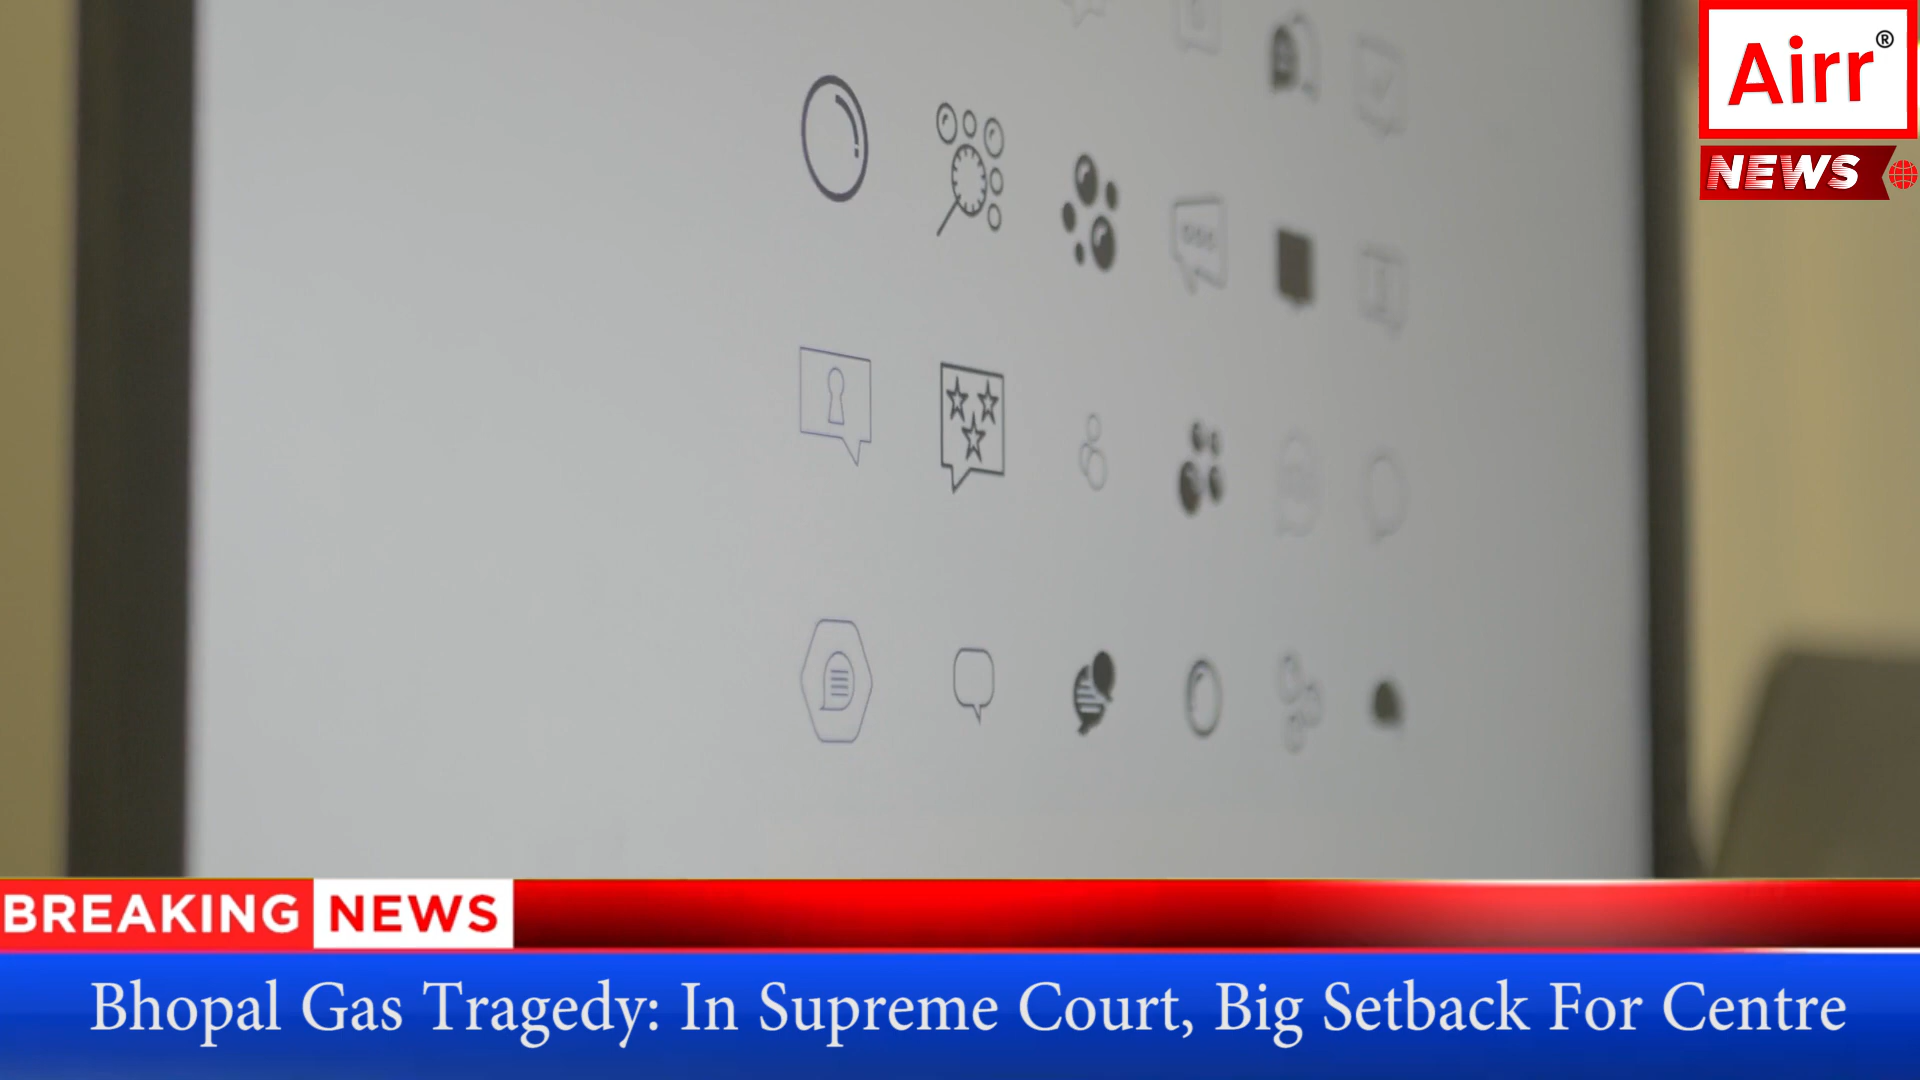 Airr®
NEWS
BREAKING NEWS
Bhopal Gas Tragedy: In Supreme Court, Big Setback For Centre